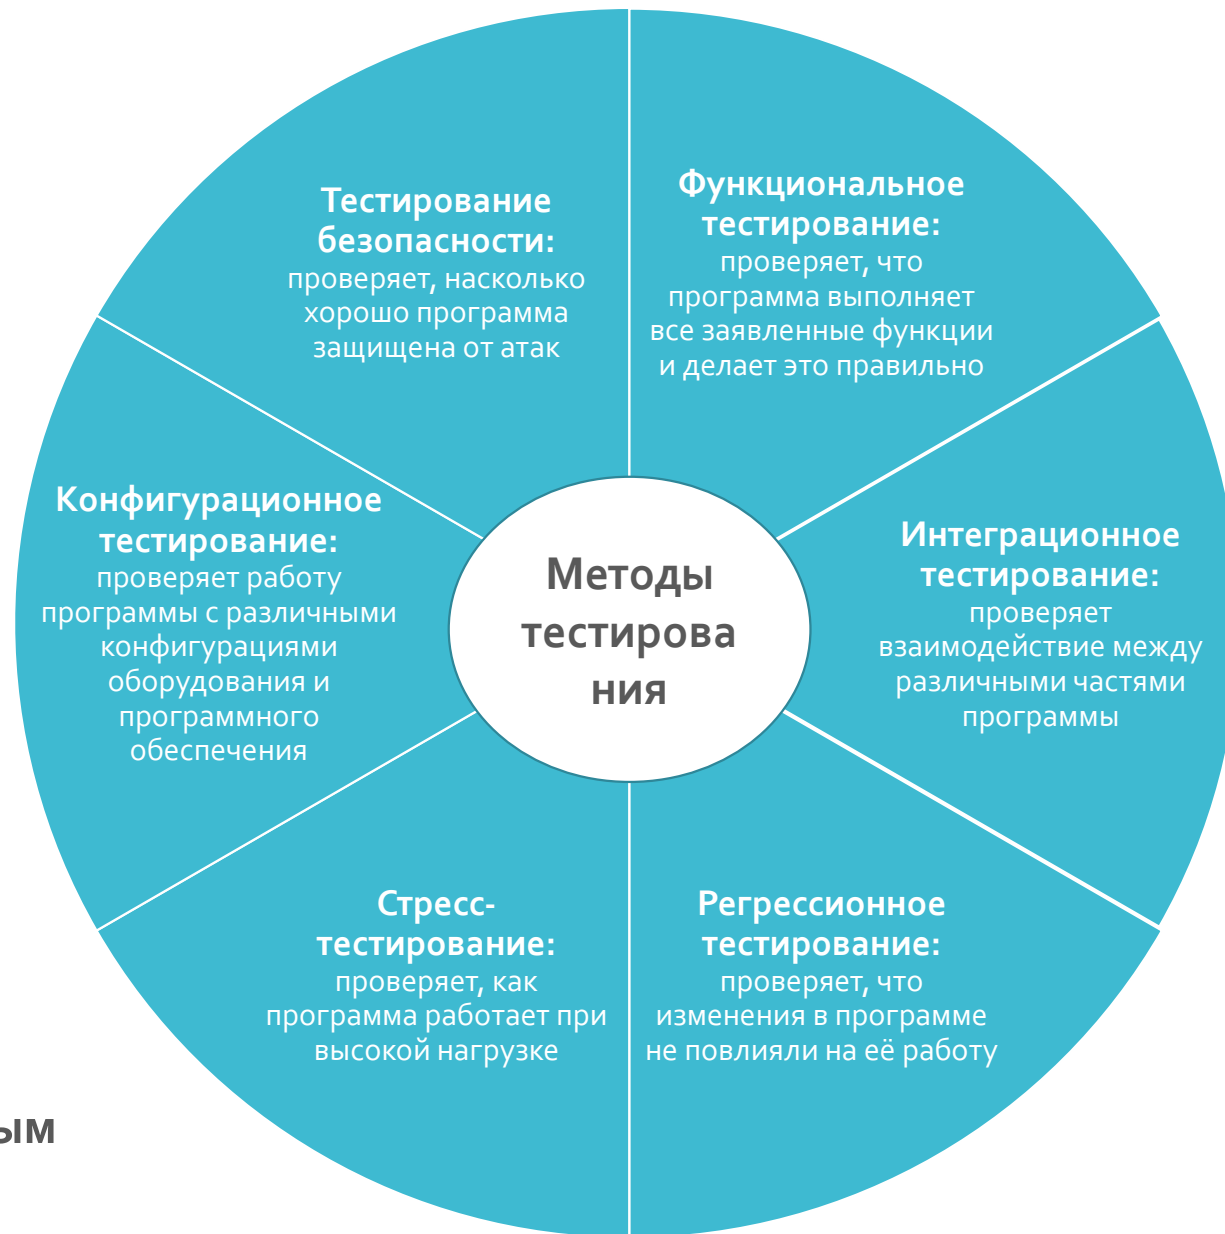 Тестирование
безопасности:
проверяет, насколько
хорошо программа
защищена от атак
Функциональное
тестирование:
проверяет, что
программа выполняет
все заявленные функции
и делает это правильно
Конфигурационное
тестирование:
проверяет работу
программы с различными
конфигурациями
оборудования и
программного
обеспечения
Методы
тестирова
ния
Интеграционное
тестирование:
проверяет
взаимодействие между
различными частями
программы
Стресс-
тестирование:
проверяет, как
программа работает при
высокой нагрузке
Регрессионное
тестирование:
проверяет, что
изменения в программе
не повлияли на её работу